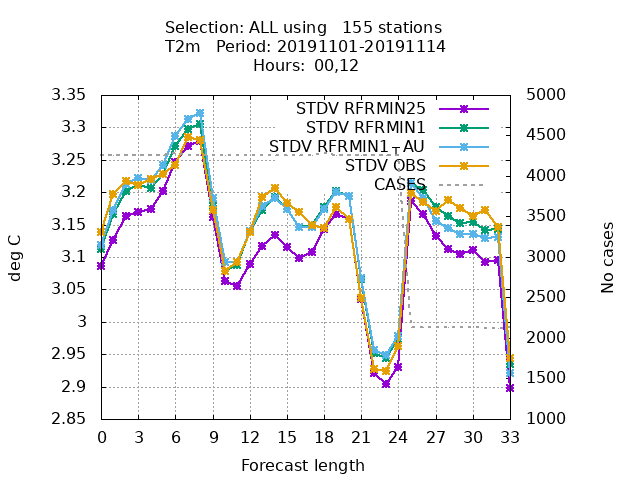 Selection: ALL using   155 stations
T2m   Period: 20191101-20191114
Hours:  00,12
3.35
3.3
3.25
3.2
3.15
3.1
3.05
3
2.95
2.9
2.85
5000
4500
4000
3500
3000
2500
2000
1500
1000
deg C
No cases
STDV RFRMIN25
STDV RFRMIN1
STDV RFRMIN1_AU
STDV OBS
CASES
0 3 6 9 12 15 18 21 24 27 30 33
Forecast length